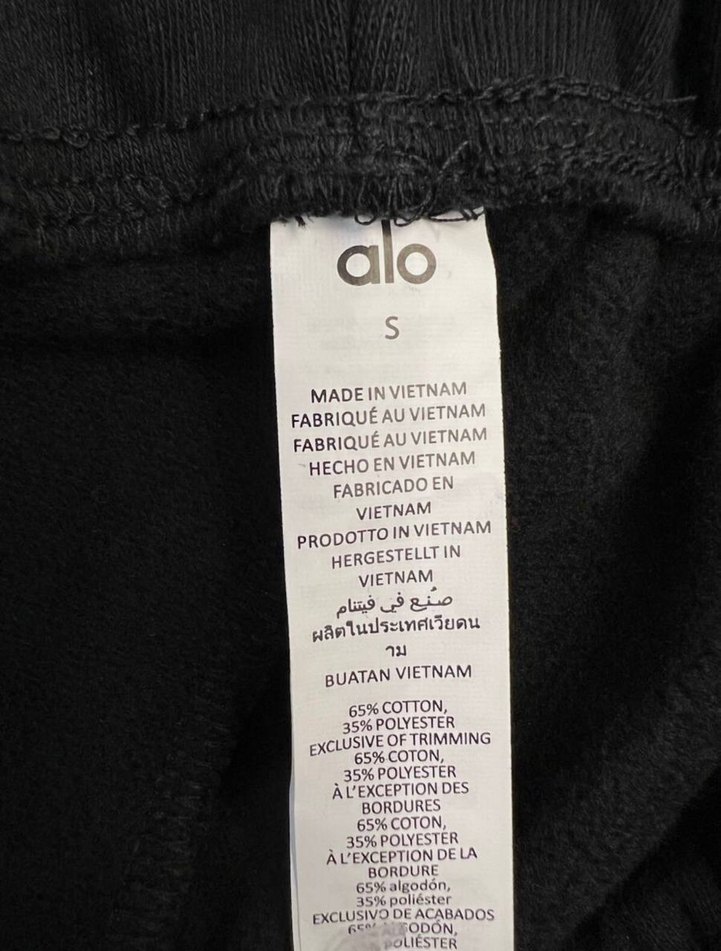 alo
S
MADE IN VIETNAM
FABRIQUÉ AU VIETNAM
FABRIQUÉ AU VIETNAM
HECHO EN VIETNAM
FABRICADO EN
VIETNAM
PRODOTTO IN VIETNAM
HERGESTELLT IN
VIETNAM
صُنع في فيتنام
ผลิตในประเทศเวียดน
าม
BUATAN VIETNAM
65% COTTON,
35% POLYESTER
EXCLUSIVE OF TRIMMING
65% COTON,
35% POLYESTER
À L'EXCEPTION DES
BORDURES
65% COTON,
35% POLYESTER
À L'EXCEPTION DE LA
BORDURE
65% algodón,
35% poliéster
EXCLUSIVO DE ACABADOS
POLIÉSTER